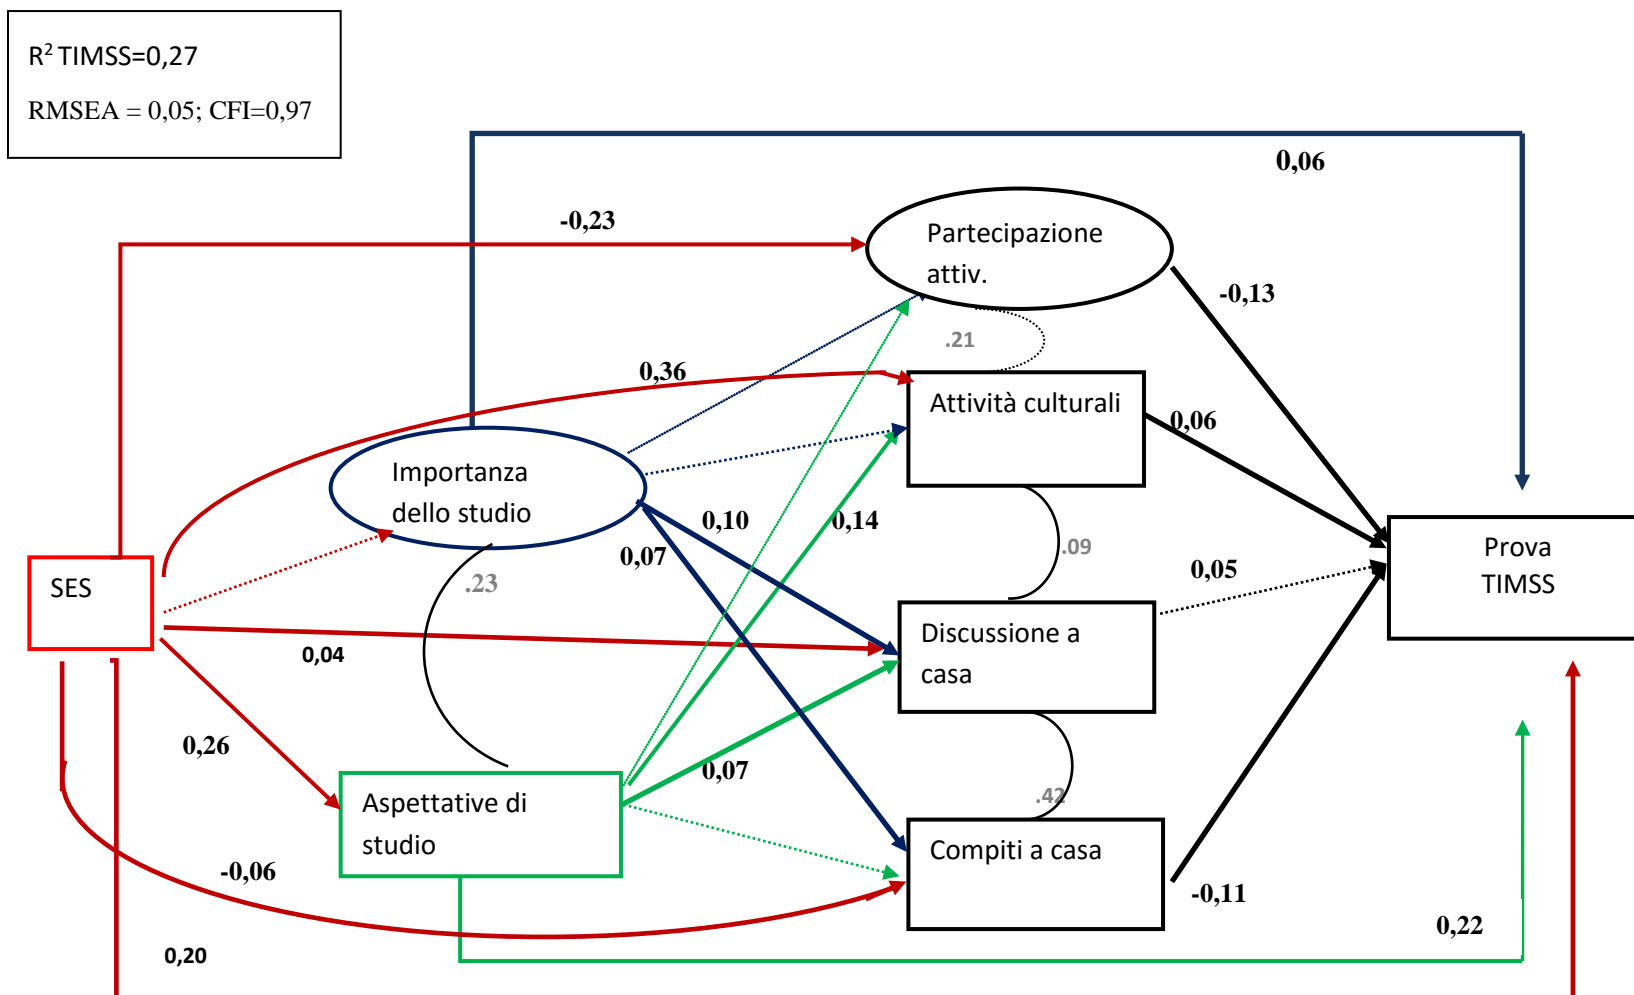 R² TIMSS=0,27
RMSEA = 0,05; CFI=0,97
0,06
-0,23
Partecipazione
attiv.
-0,13
.21
0,36
Attività culturali
0,06
Importanza
dello studio
0,10
0,14
0,07
.09
Prova
TIMSS
SES
.23
0,05
0,04
Discussione a
casa
0,26
0,07
.42
Aspettative di
studio
Compiti a casa
-0,06
-0,11
0,22
0,20